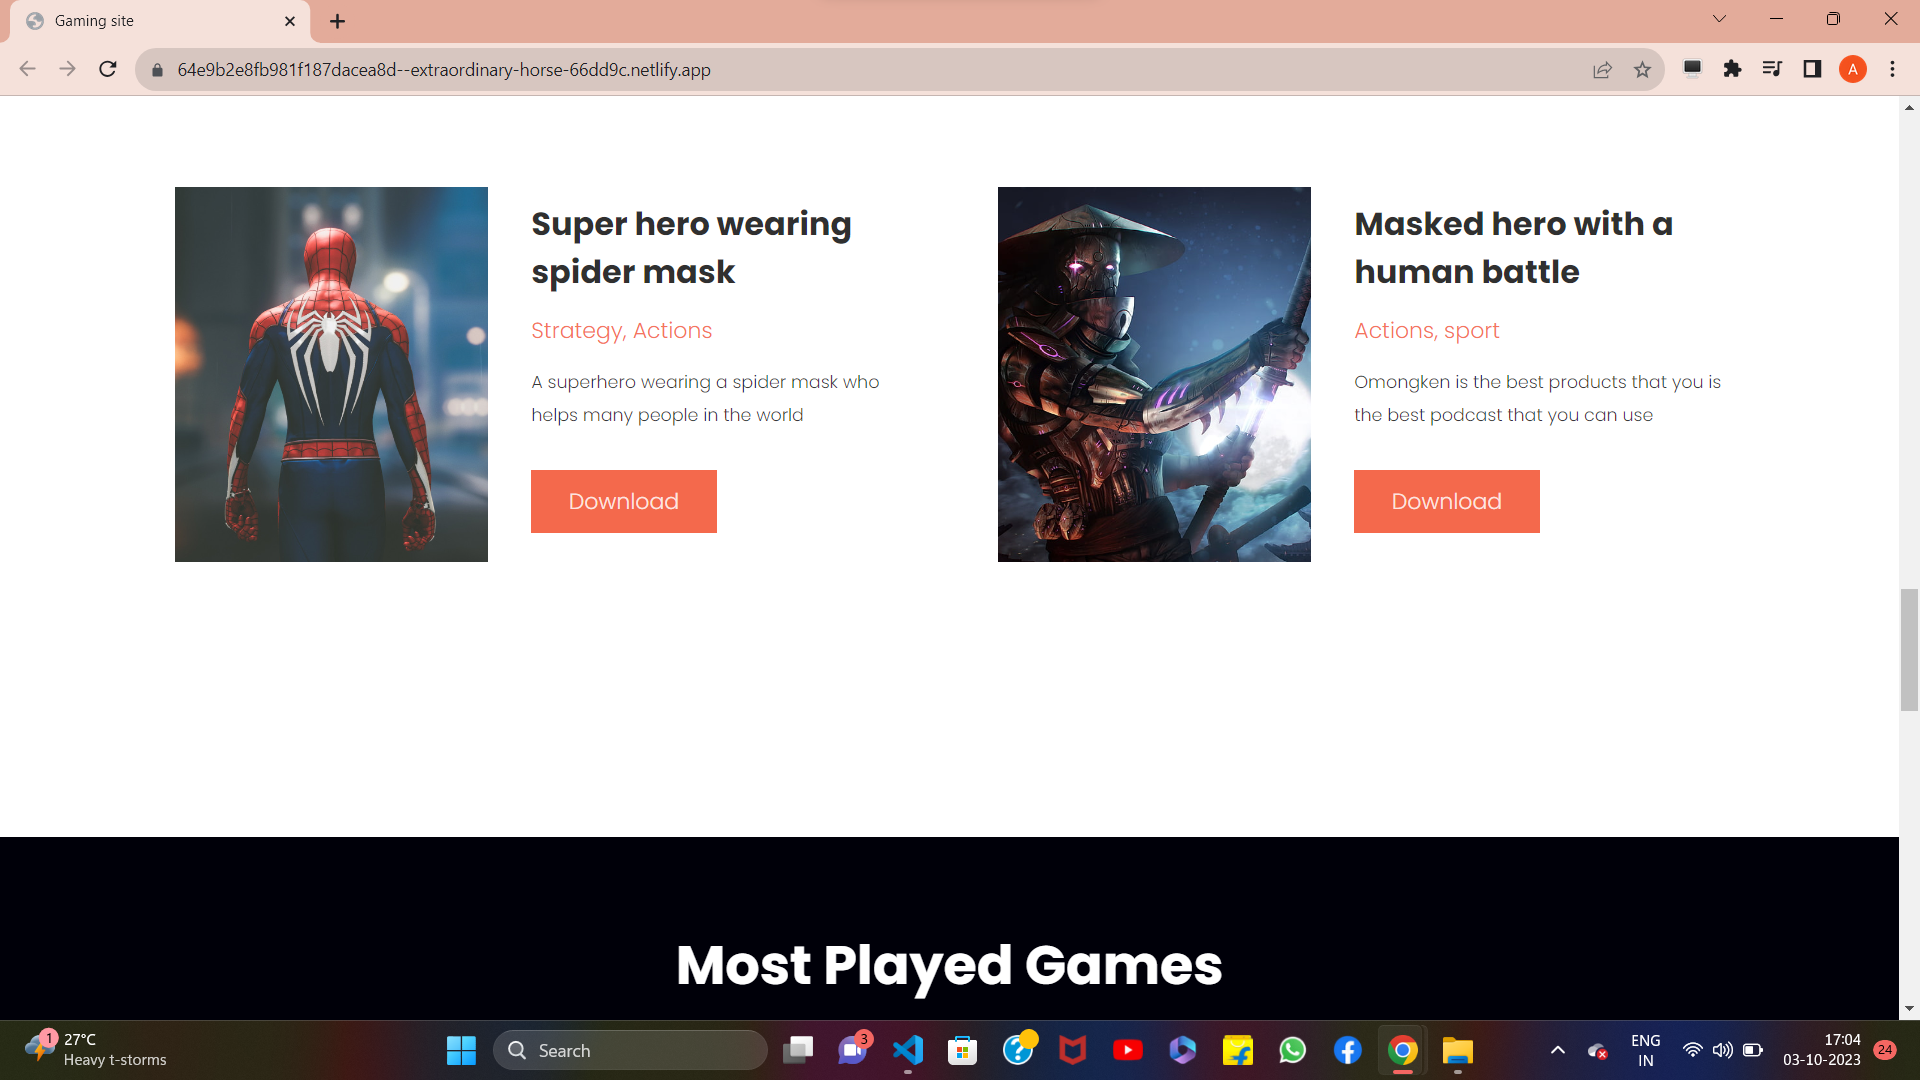 Gaming site
64e9b2e8fb981f187dacea8d--extraordinary-horse-66dd9c.netlify.app
A
Super hero wearing
spider mask
Strategy, Actions
A superhero wearing a spider mask who
helps many people in the world
Download
Masked hero with a
human battle
Actions, sport
Omongken is the best products that you is
the best podcast that you can use
Download
Most Played Games
1
27°C
Heavy t-storms
Search
3
ENG
IN
17:04
03-10-2023
24